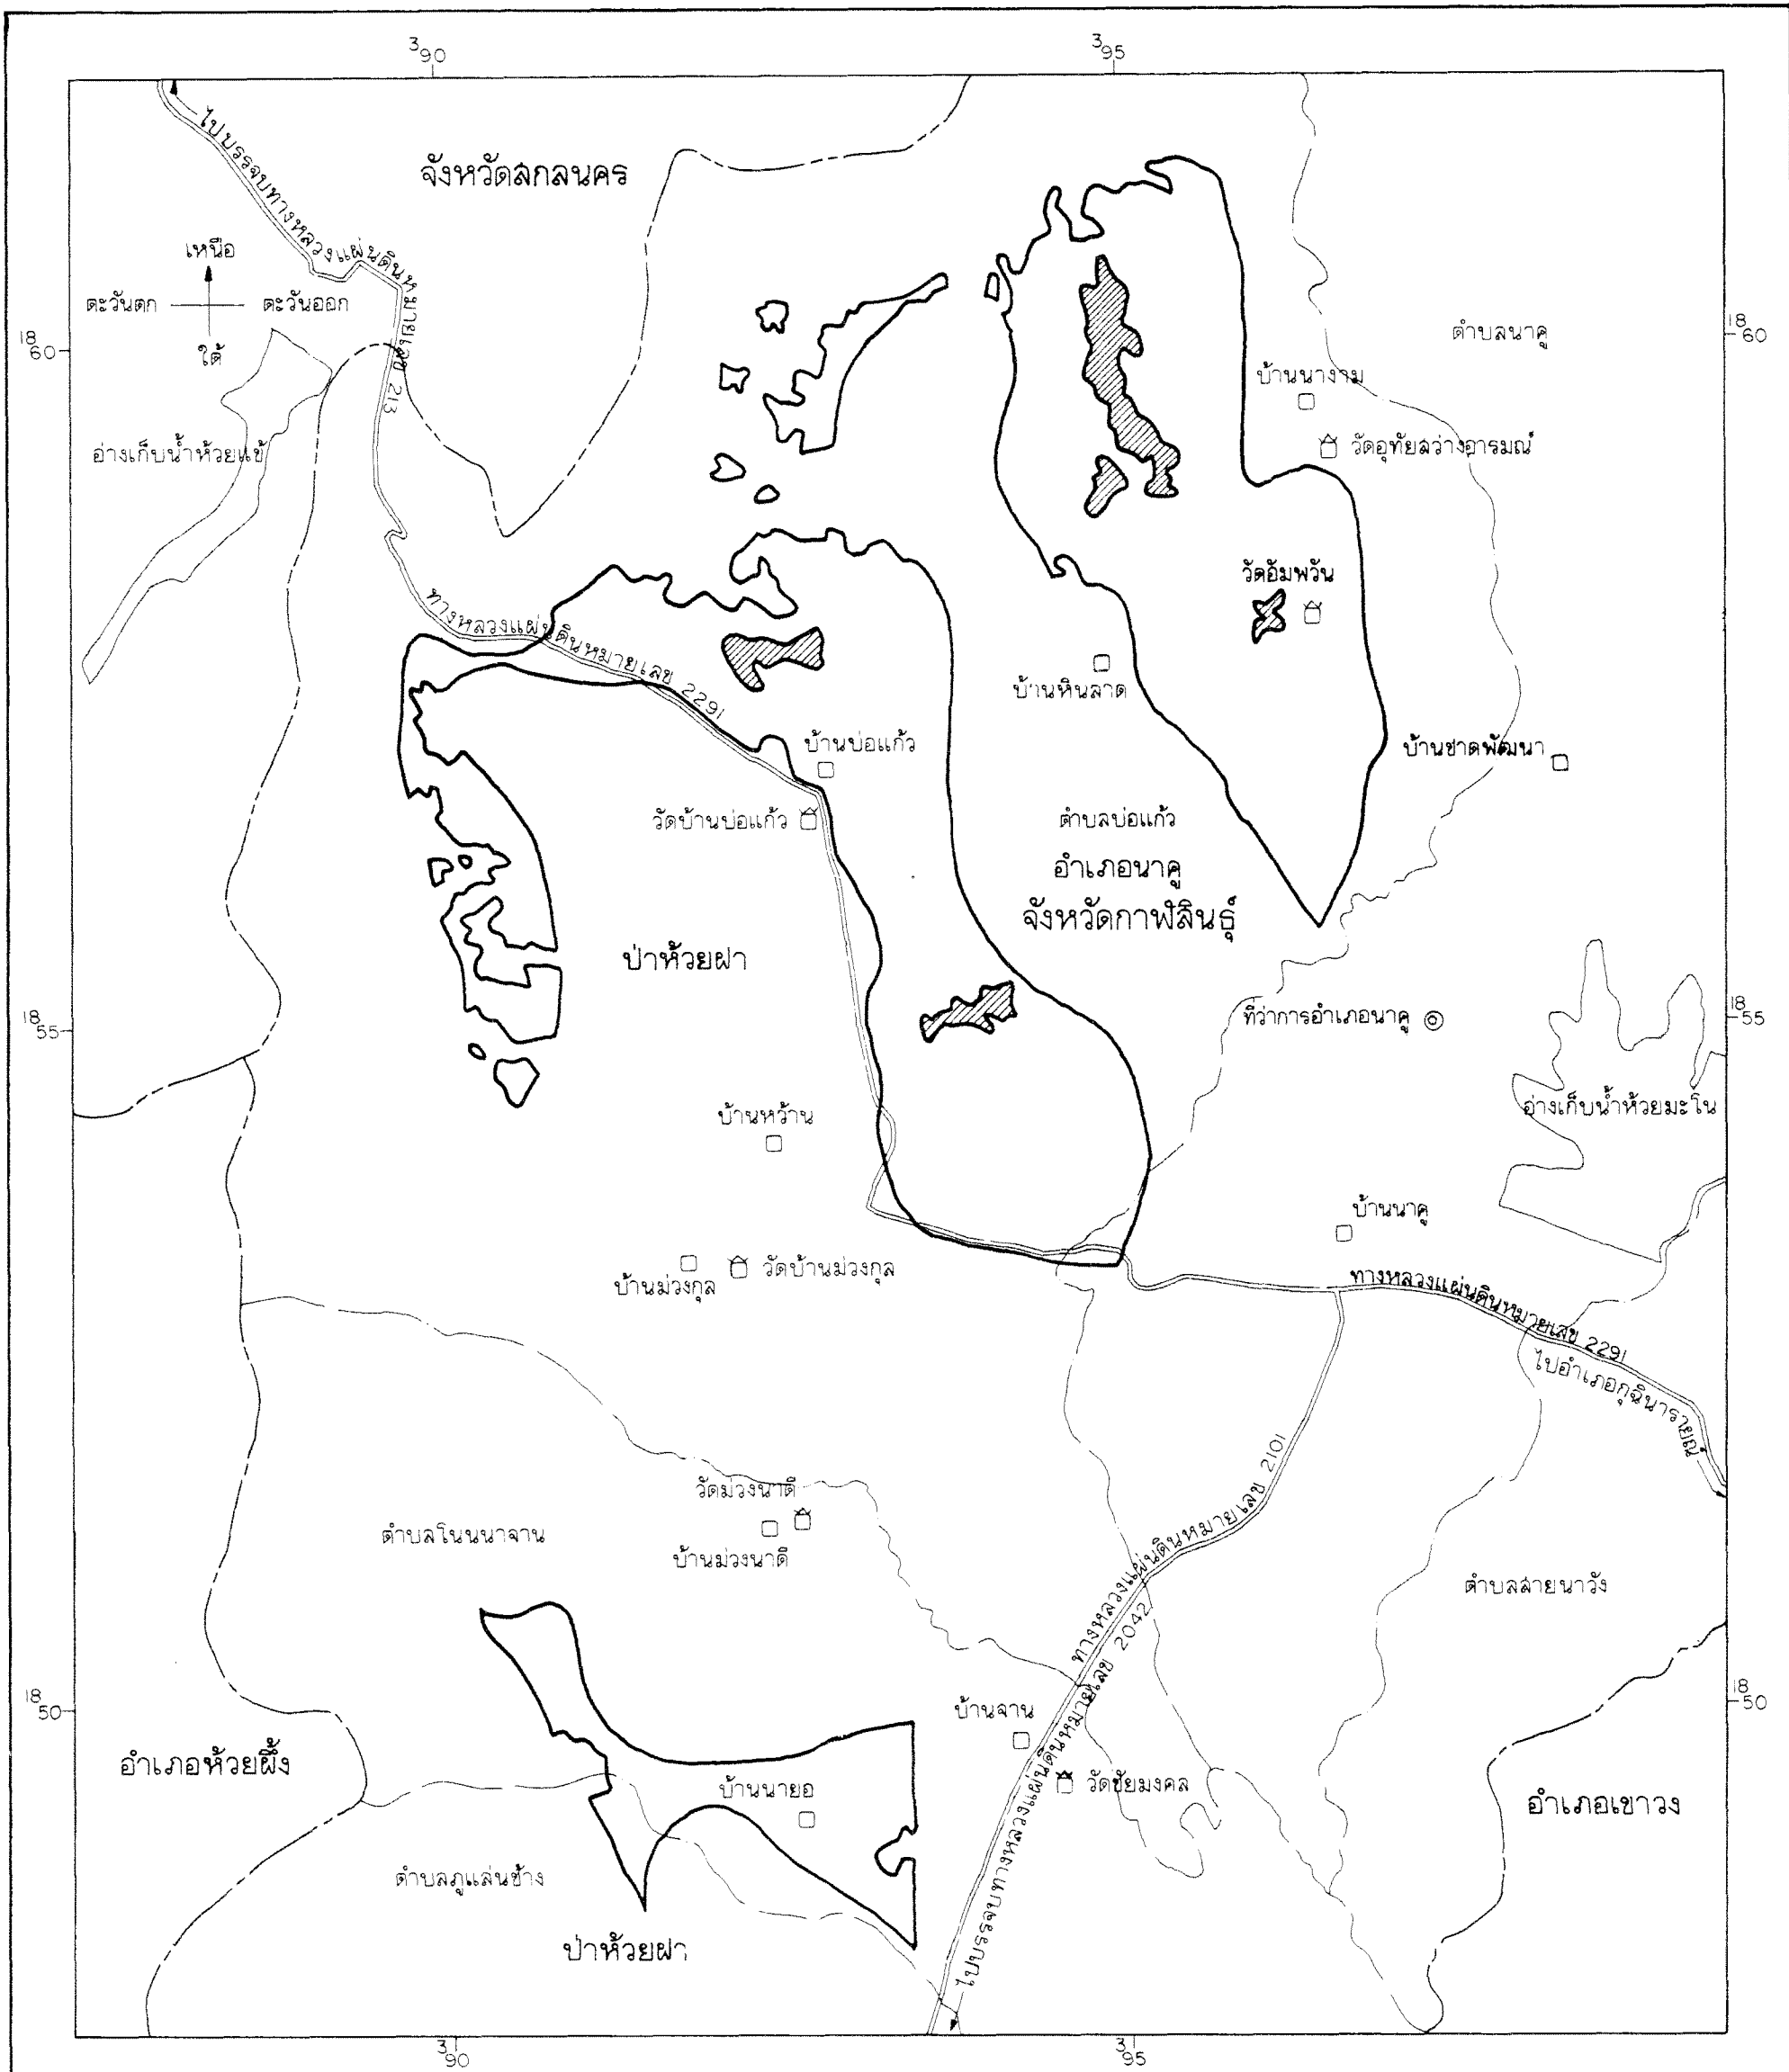 390
395
ไปบรรจบทางหลวงแผ่นดินหมายเลข 213
จังหวัดสกลนคร
เหนือ
ตะวันตก
ตะวันออก
ใต้
1860
1860
ตำบลนาคู
บ้านนางาม
วัดอุทัยสว่างอารมณ์
อ่างเก็บน้ำห้วยแข้
วัดอัมพวัน
ทางหลวงแผ่นดินหมายเลข 2291
บ้านหินลาด
บ้านบ่อแก้ว
บ้านชาดพัฒนา
วัดบ้านบ่อแก้ว
ตำบลบ่อแก้ว
อำเภอนาคู
จังหวัดกาฬสินธุ์
ป่าห้วยฝา
1855
ที่ว่าการอำเภอนาคู
1855
อ่างเก็บน้ำห้วยมะโน
บ้านหว้าน
บ้านนาคู
บ้านม่วงกุล
วัดบ้านม่วงกุล
ทางหลวงแผ่นดินหมายเลข 2291
ไปอำเภอกุฉินารายณ์
วัดม่วงนาดี
ตำบลโนนนาจาน
บ้านม่วงนาดี
ทางหลวงแผ่นดินหมายเลข 2101
ตำบลสายนาวัง
1850
1850
บ้านจาน
อำเภอห้วยผึ้ง
บ้านนายอ
วัดชัยมงคล
อำเภอเขาวง
ตำบลภูแล่นช้าง
ป่าห้วยฝา
ไปบรรจบทางหลวงแผ่นดินหมายเลข 2042
390
395